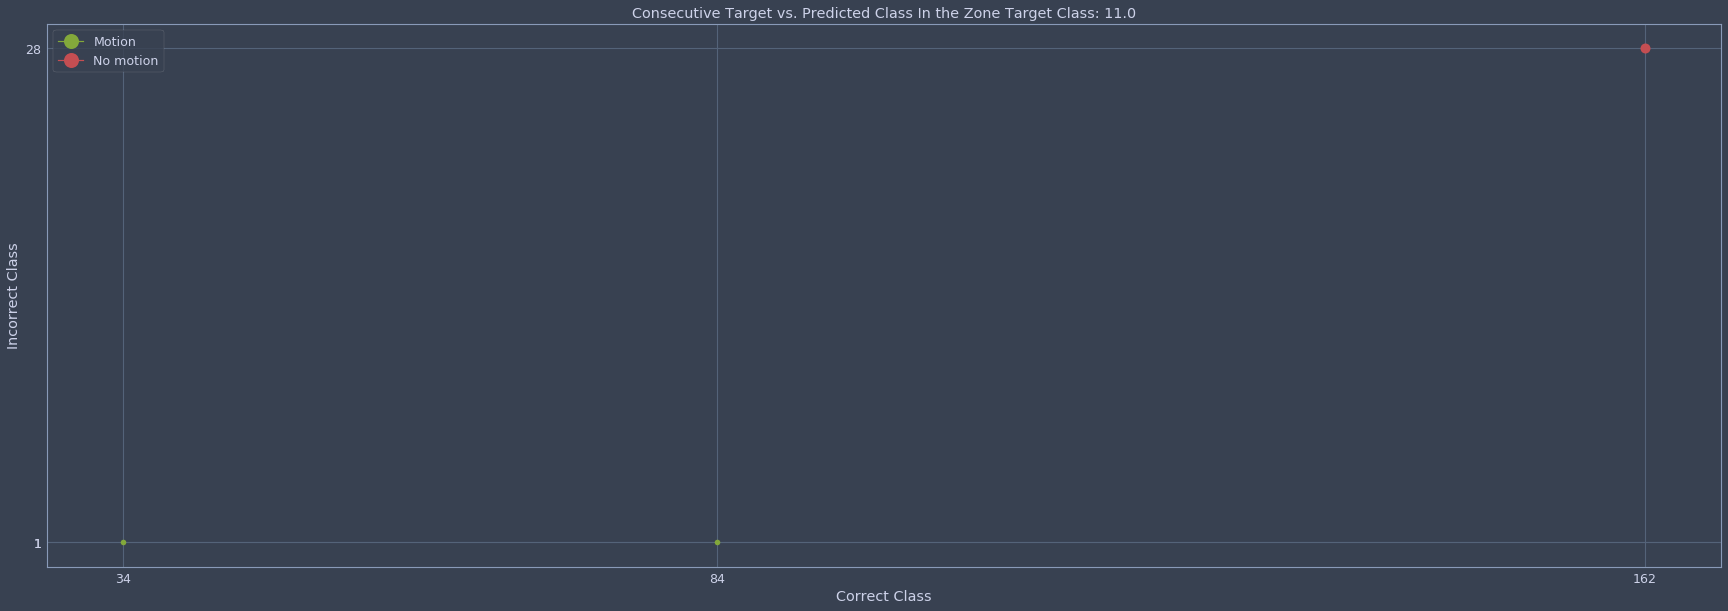 Consecutive Target vs. Predicted Class In the Zone Target Class: 11.0
Motion
No motion
28
1
Incorrect Class
34
84
162
Correct Class